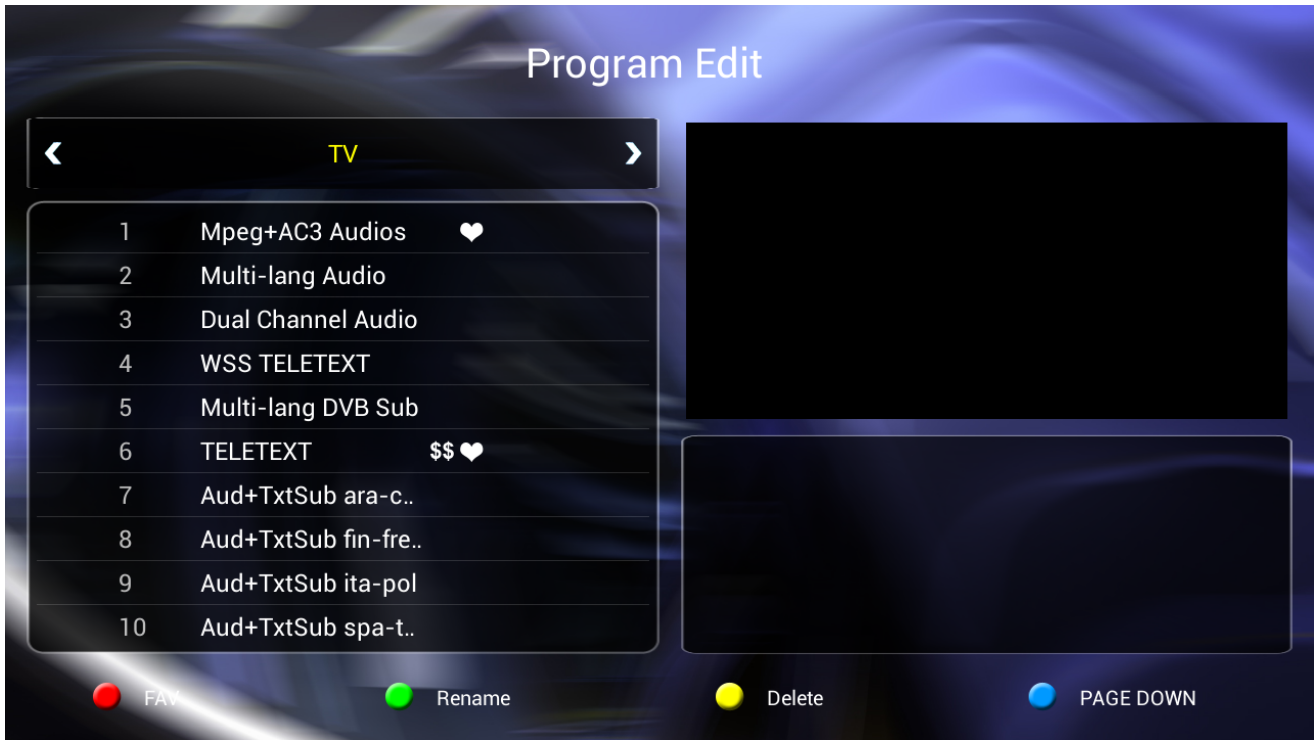 Program Edit
TV
1 Mpeg+AC3 Audios
2 Multi-lang Audio
3 Dual Channel Audio
4 WSS TELETEXT
5 Multi-lang DVB Sub
6 TELETEXT $$
7 Aud+TxtSub ara-c..
8 Aud+TxtSub fin-fre..
9 Aud+TxtSub ita-pol
10 Aud+TxtSub spa-t..
FAV Rename Delete PAGE DOWN